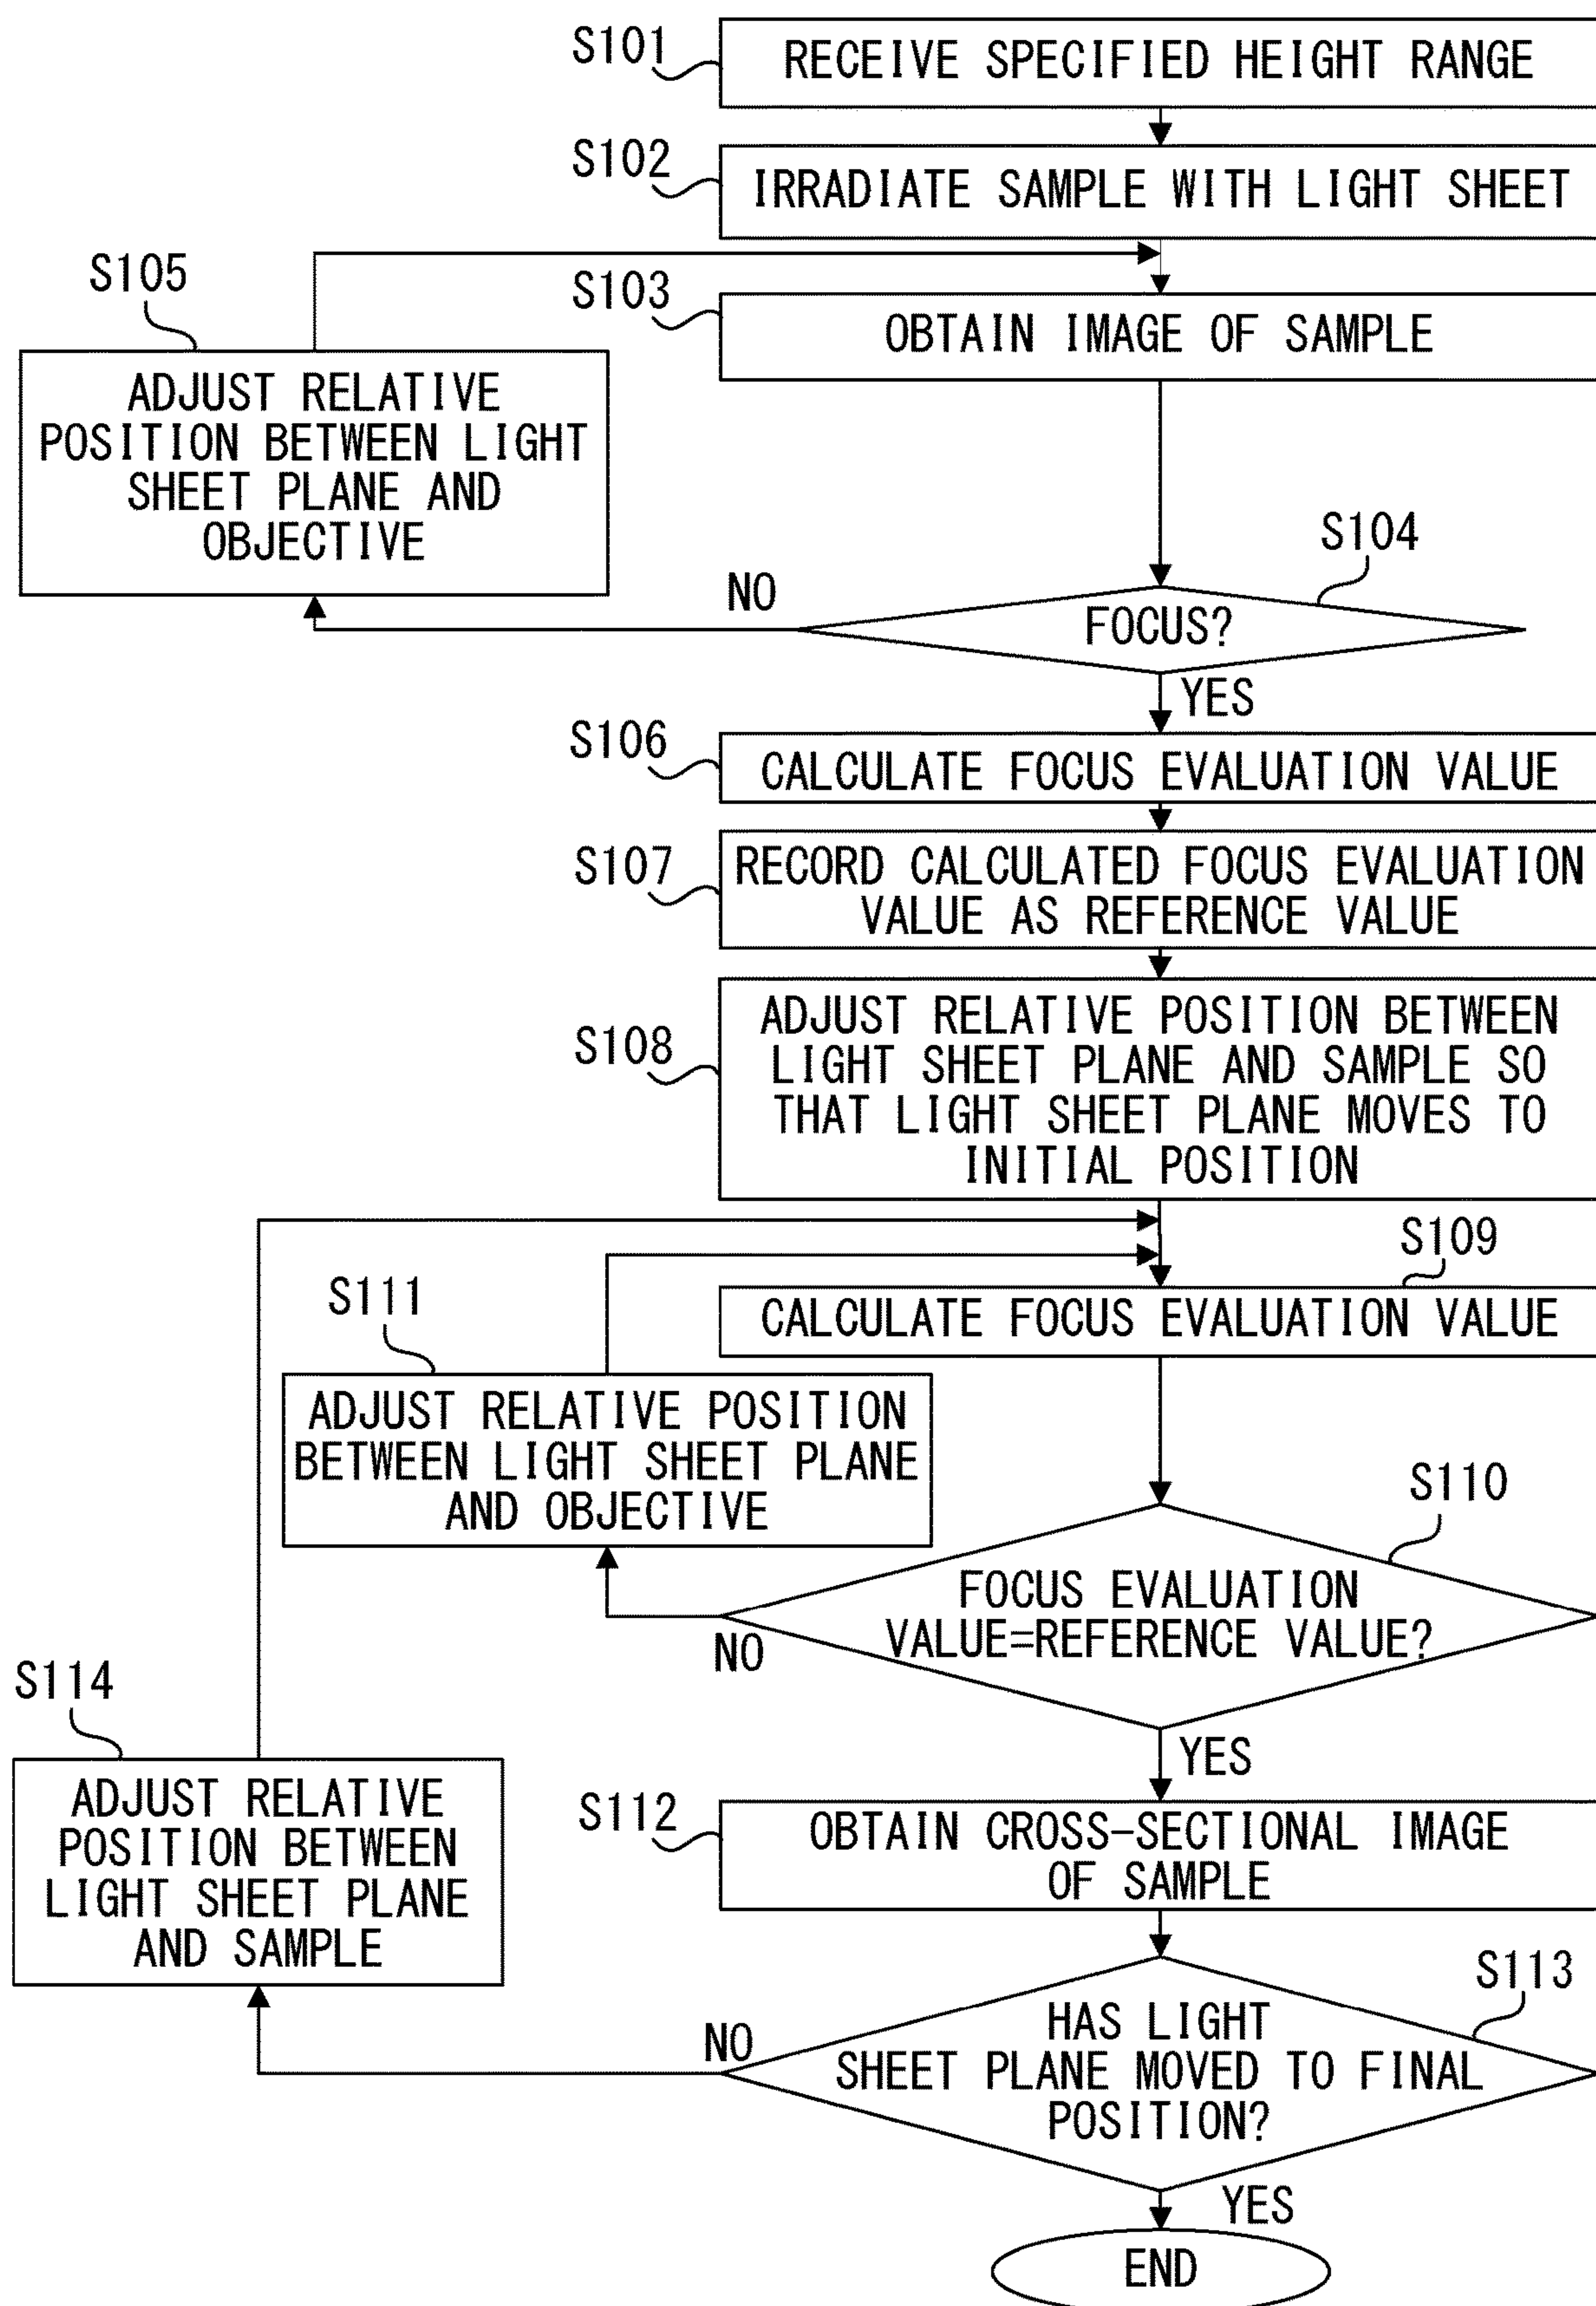 S101
RECEIVE SPECIFIED HEIGHT RANGE
S102
IRRADIATE SAMPLE WITH LIGHT SHEET
S105
ADJUST RELATIVE
POSITION BETWEEN LIGHT
SHEET PLANE AND
OBJECTIVE
S103
OBTAIN IMAGE OF SAMPLE
S104
FOCUS?
NO
YES
S106
CALCULATE FOCUS EVALUATION VALUE
S107
RECORD CALCULATED FOCUS EVALUATION
VALUE AS REFERENCE VALUE
S108
ADJUST RELATIVE POSITION BETWEEN
LIGHT SHEET PLANE AND SAMPLE SO
THAT LIGHT SHEET PLANE MOVES TO
INITIAL POSITION
S109
CALCULATE FOCUS EVALUATION VALUE
S111
ADJUST RELATIVE POSITION
BETWEEN LIGHT SHEET PLANE
AND OBJECTIVE
S110
FOCUS EVALUATION
VALUE=REFERENCE VALUE?
NO
YES
S114
ADJUST RELATIVE
POSITION BETWEEN
LIGHT SHEET PLANE
AND SAMPLE
S112
OBTAIN CROSS-SECTIONAL IMAGE
OF SAMPLE
S113
HAS LIGHT
SHEET PLANE MOVED TO FINAL
POSITION?
NO
YES
END